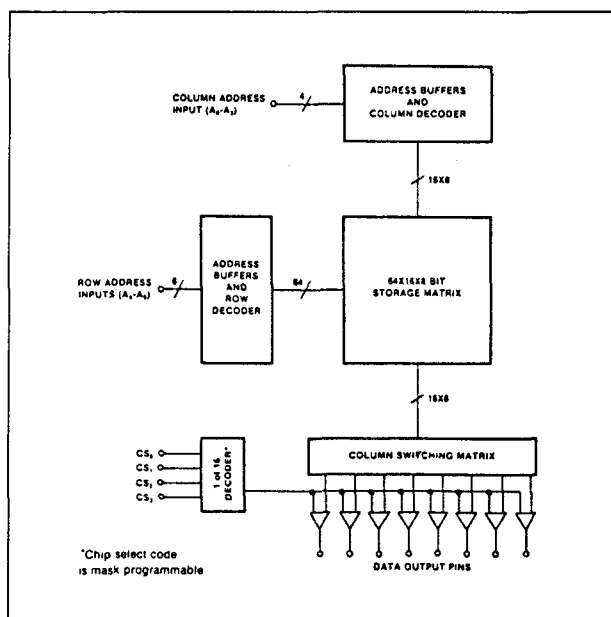 ADDRESS BUFFERS
AND
COLUMN DECODER
COLUMN ADDRESS
INPUT (A₀-A₃)
4
16X8
ADDRESS
BUFFERS
AND
ROW
DECODER
ROW ADDRESS
INPUTS (A₄-A₉)
6
64
64X16X8 BIT
STORAGE MATRIX
16X8
COLUMN SWITCHING MATRIX
CS₀
CS₁
CS₂
CS₃
1 of 16
DECODER*
*Chip select code
is mask programmable
DATA OUTPUT PINS